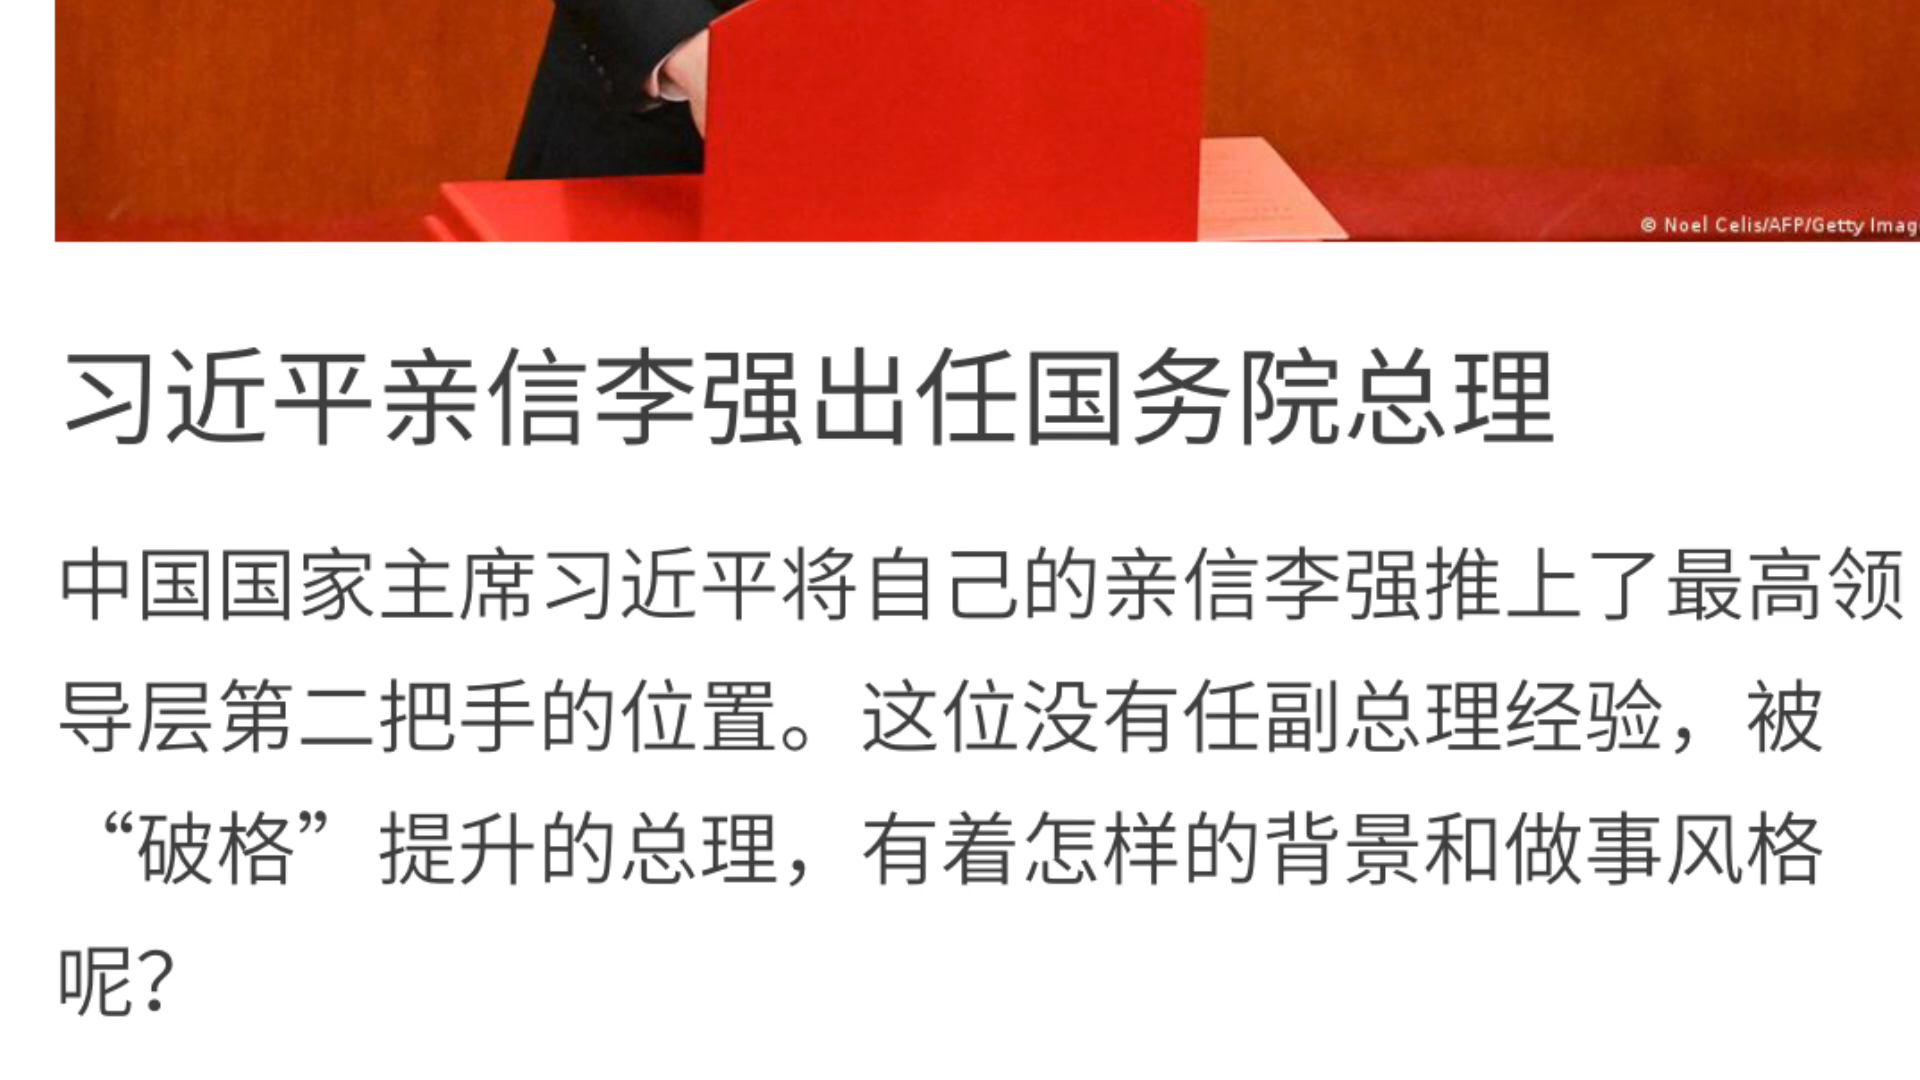 © Noel Celis/AFP/Getty Imag
习近平亲信李强出任国务院总理
中国国家主席习近平将自己的亲信李强推上了最高领
导层第二把手的位置。这位没有任副总理经验，被
“破格”提升的总理，有着怎样的背景和做事风格
呢？